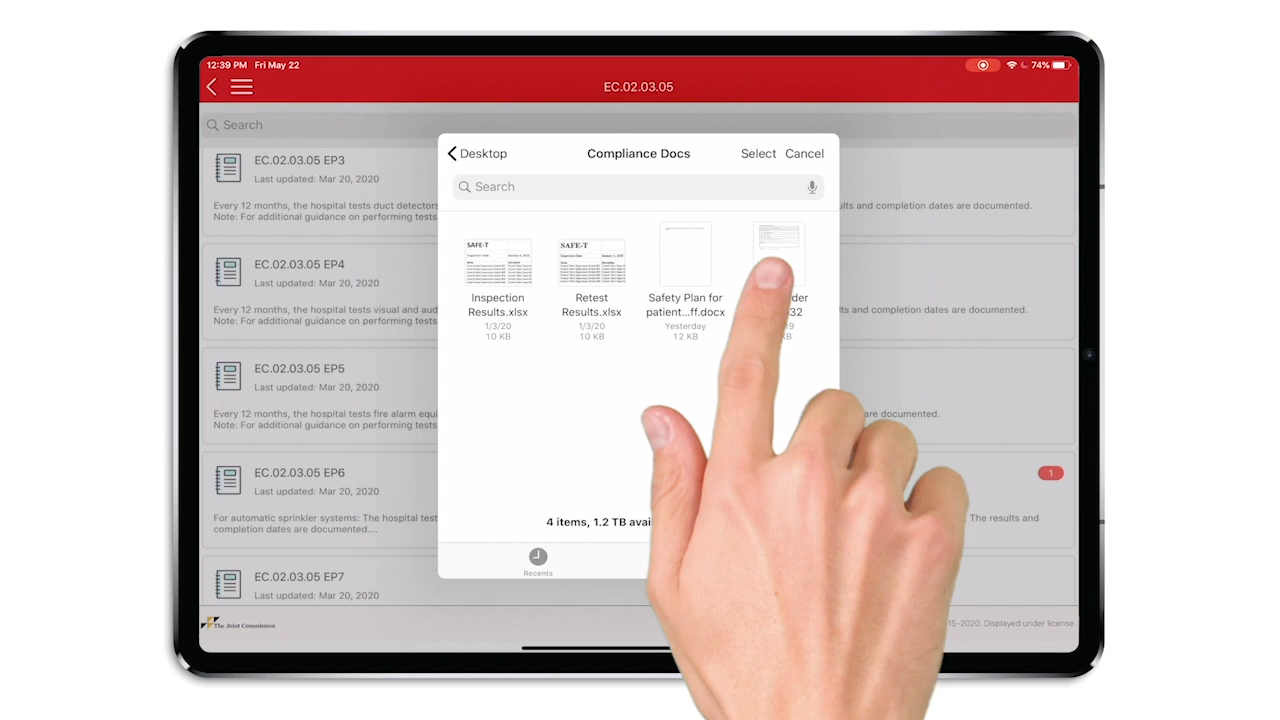 12:39 PM Fri May 22
74%
EC.02.03.05
Search
EC.02.03.05 EP3
Last updated: Mar 20, 2020
Every 12 months, the hospital tests duct detectors
ults and completion dates are documented.
Note: For additional guidance on performing tests
EC.02.03.05 EP4
Last updated: Mar 20, 2020
Every 12 months, the hospital tests visual and aud
ults and completion dates are documented.
Note: For additional guidance on performing tests
EC.02.03.05 EP5
Last updated: Mar 20, 2020
Every 12 months, the hospital tests fire alarm equi
are documented.
Note: For additional guidance on performing tests
EC.02.03.05 EP6
Last updated: Mar 20, 2020
1
For automatic sprinkler systems: The hospital test
The results and
completion dates are documented....
EC.02.03.05 EP7
Last updated: Mar 20, 2020
Desktop
Compliance Docs
Select Cancel
Search
SAFE-T
SAFE-T
Inspection
Results.xlsx
1/3/20
10 KB
Retest
Results.xlsx
1/3/20
10 KB
Safety Plan for
patient...ff.docx
Yesterday
12 KB
der
32
19
KB
4 items, 1.2 TB avai
Recents
The Joint Commission
15-2020. Displayed under license.